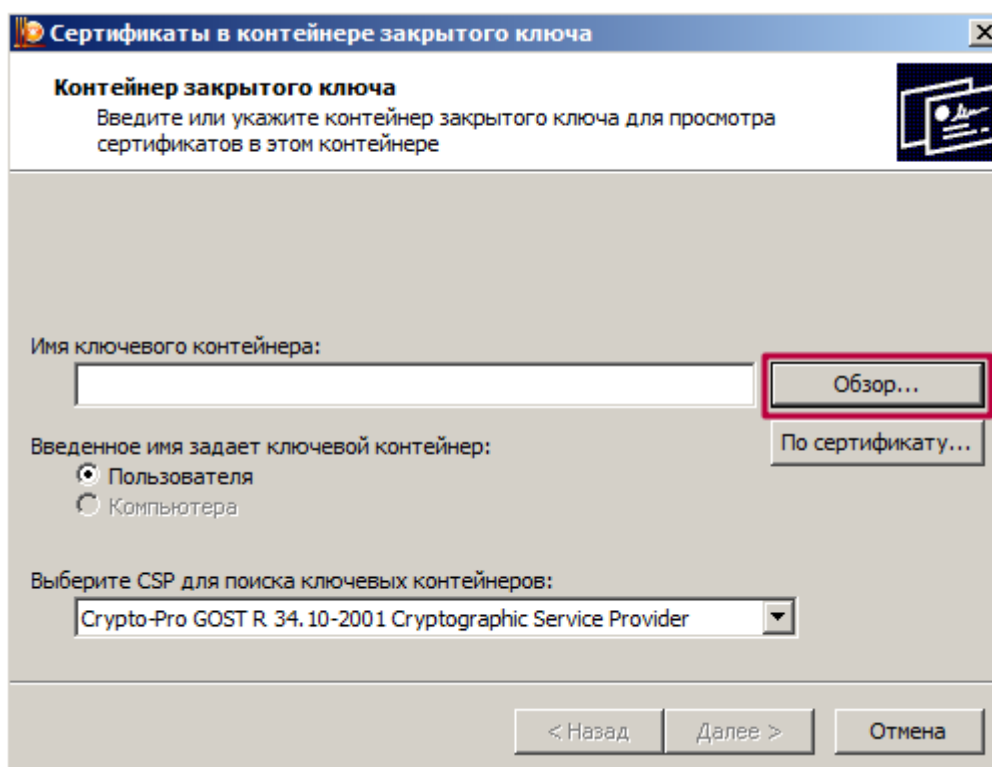 Сертификаты в контейнере закрытого ключа
Контейнер закрытого ключа
Введите или укажите контейнер закрытого ключа для просмотра
сертификатов в этом контейнере
Имя ключевого контейнера:
Обзор...
По сертификату...
Введенное имя задает ключевой контейнер:
Пользователя
Компьютера
Выберите CSP для поиска ключевых контейнеров:
Crypto-Pro GOST R 34.10-2001 Cryptographic Service Provider
< Назад
Далее >
Отмена